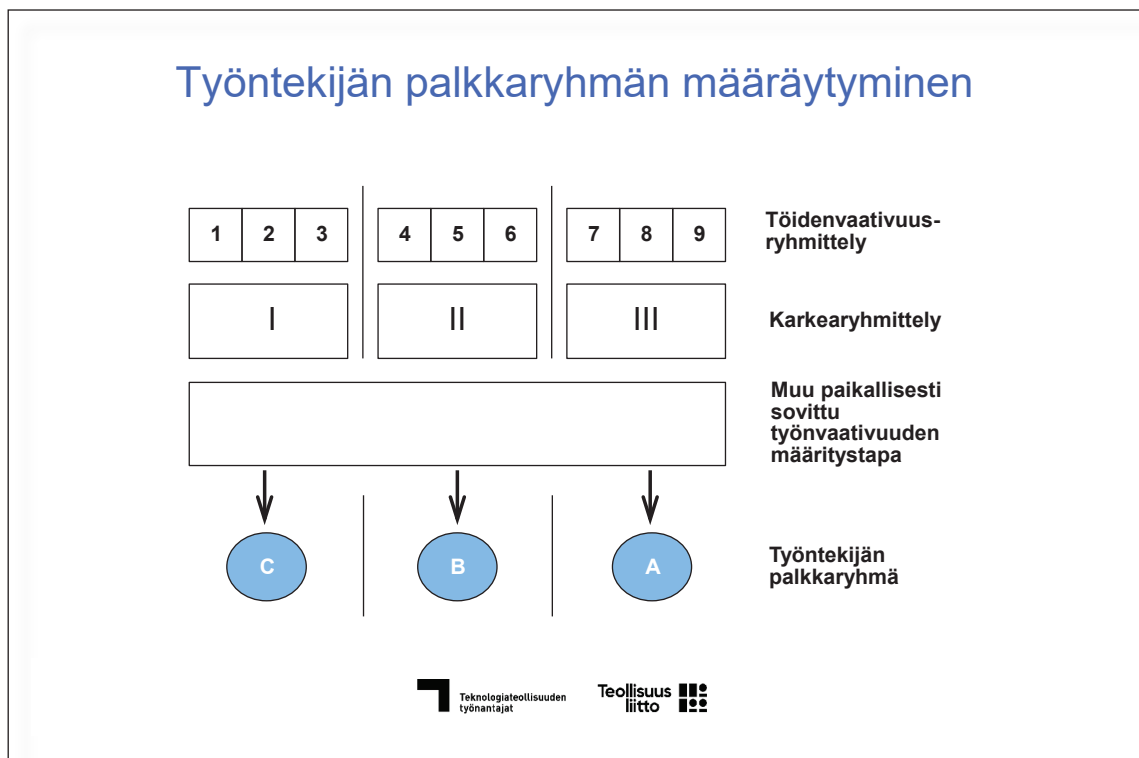 Työntekijän palkkaryhmän määräytyminen
1 2 3 4 5 6 7 8 9
Töidenvaativuus-
ryhmittely
I II III
Karkearyhmittely
Muu paikallisesti
sovittu
työnvaativuuden
määritystapa
C B A
Työntekijän
palkkaryhmä
Teknologiateollisuuden
työnantajat
Teollisuus
liitto